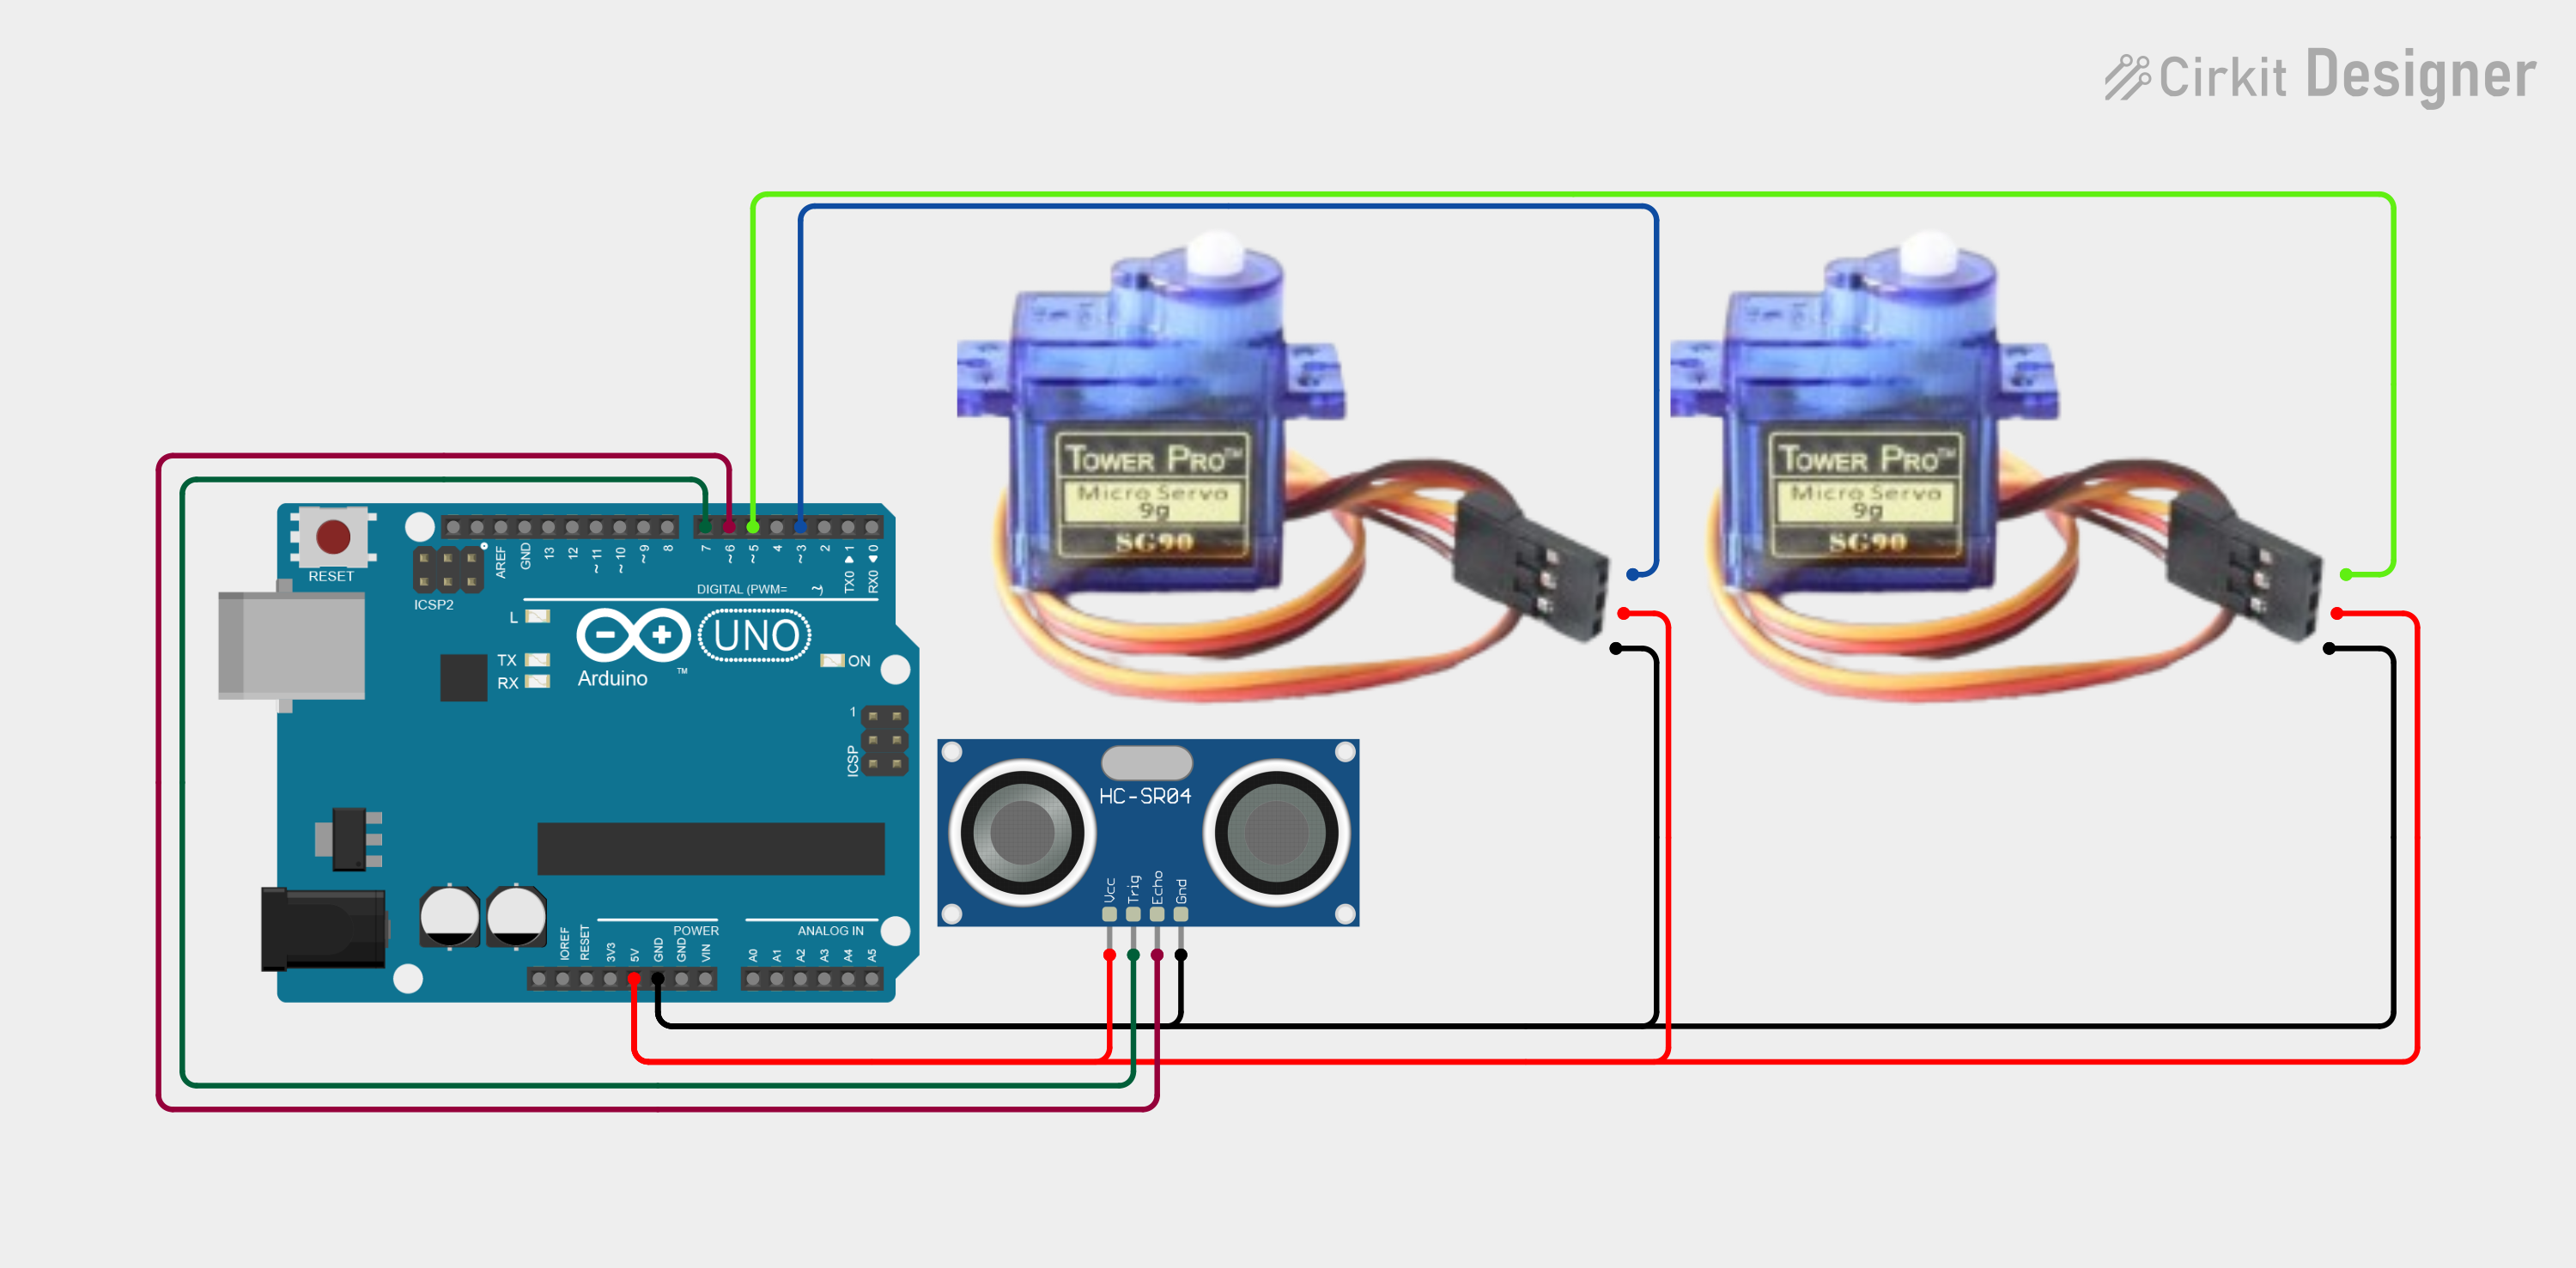 Cirkit Designer
RESET
ICSP2
AREF
GND
13
12
~11
~10
~9
8
7
~6
~5
4
~3
2
TX0 ▶ 1
RX0 ◀ 0
DIGITAL (PWM= ~)
L
TX
RX
UNO
Arduino™
ON
1
ICSP
IOREF
RESET
3V3
5V
GND
GND
VIN
POWER
ANALOG IN
A0
A1
A2
A3
A4
A5
TOWER PRO™
Micro Servo
9g
SG90
TOWER PRO™
Micro Servo
9g
SG90
HC-SR04
Vcc
Trig
Echo
Gnd